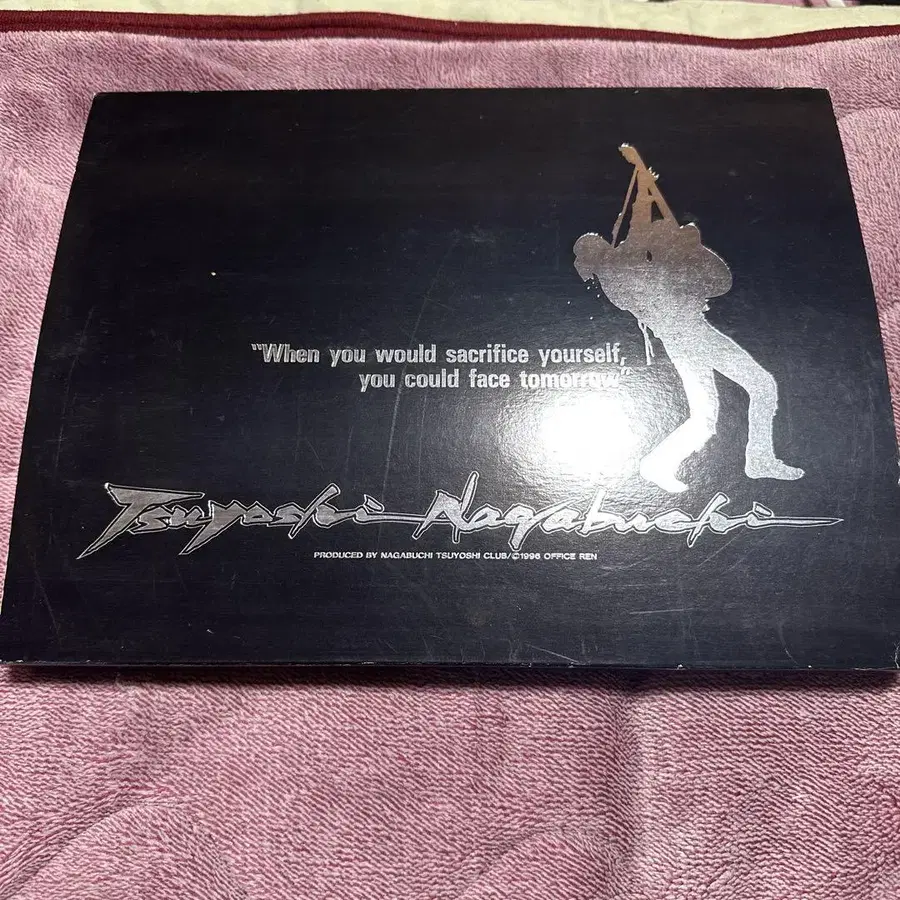 "When you would sacrifice yourself,
you could face tomorrow"
Tsuyoshi Nagabuchi
PRODUCED BY NAGABUCHI TSUYOSHI CLUB/©1996 OFFICE REN